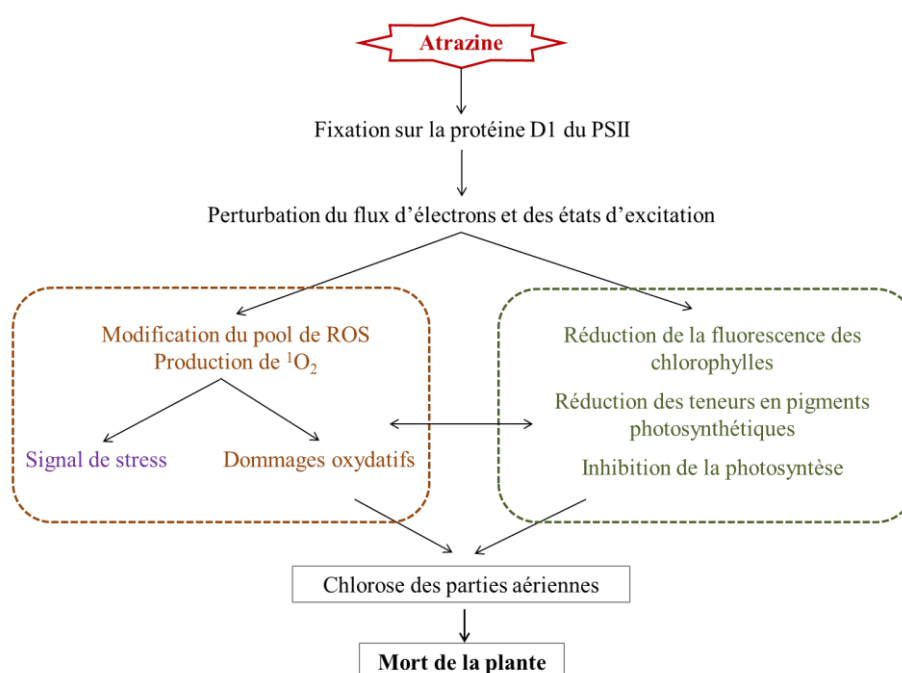 Atrazine
Fixation sur la protéine D1 du PSII
Perturbation du flux d’électrons et des états d’excitation
Modification du pool de ROS
Production de ¹O₂
Signal de stress
Dommages oxydatifs
Réduction de la fluorescence des
chlorophylles
Réduction des teneurs en pigments
photosynthétiques
Inhibition de la photosyntèse
Chlorose des parties aériennes
Mort de la plante